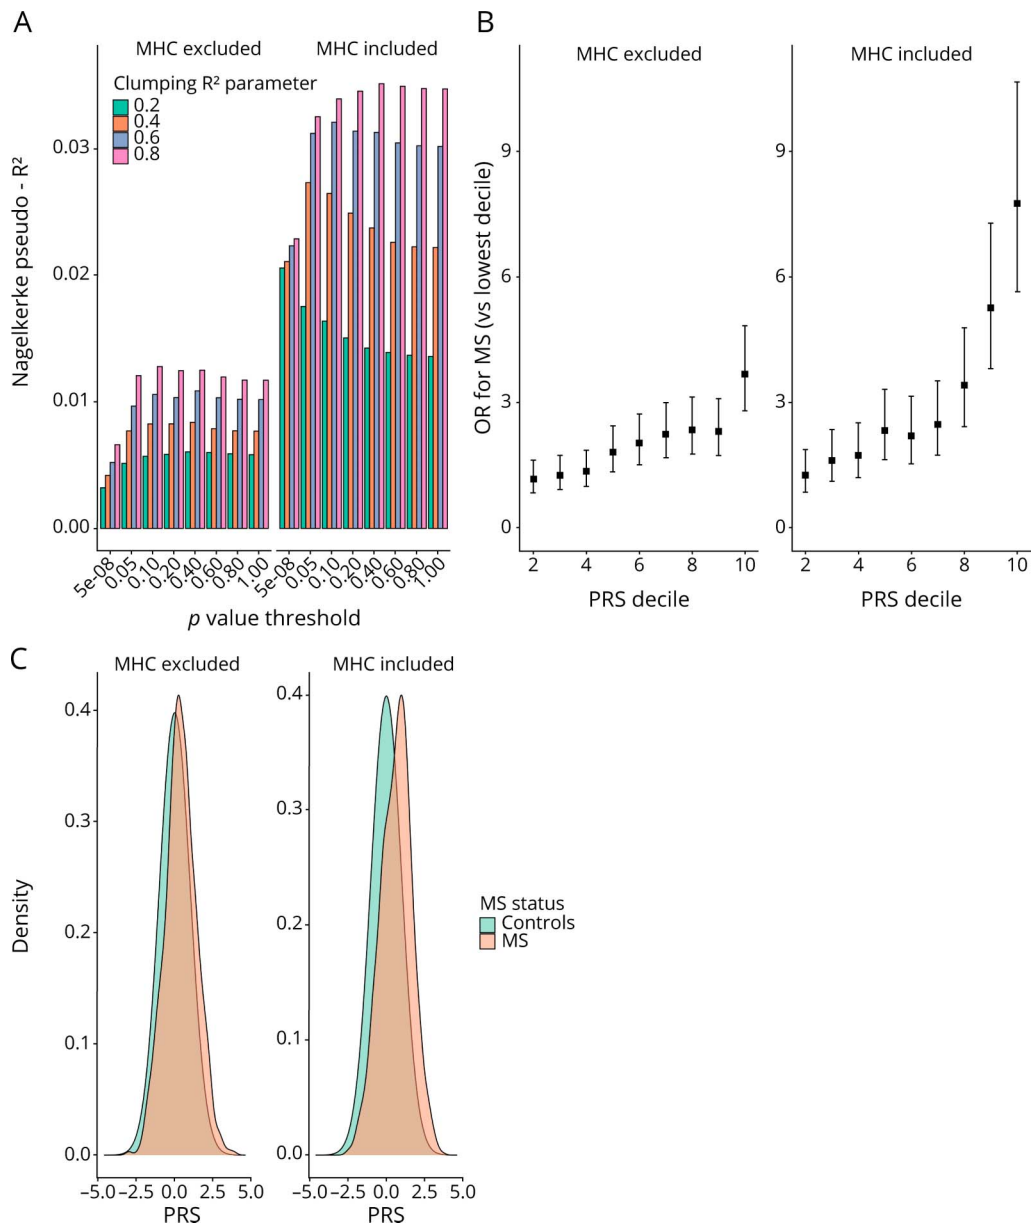 A
MHC excluded
MHC included
Clumping R² parameter
0.2
0.4
0.6
0.8
Nagelkerke pseudo - R²
0.03
0.02
0.01
0.00
5e-08
0.05
0.10
0.20
0.40
0.60
0.80
1.00
5e-08
0.05
0.10
0.20
0.40
0.60
0.80
1.00
p value threshold
B
MHC excluded
MHC included
OR for MS (vs lowest decile)
9
6
3
0
2 4 6 8 10
PRS decile
9
6
3
0
2 4 6 8 10
PRS decile
C
MHC excluded
MHC included
Density
0.4
0.3
0.2
0.1
0.0
−5.0 −2.5 0.0 2.5 5.0
PRS
0.4
0.3
0.2
0.1
0.0
−5.0 −2.5 0.0 2.5 5.0
PRS
MS status
Controls
MS